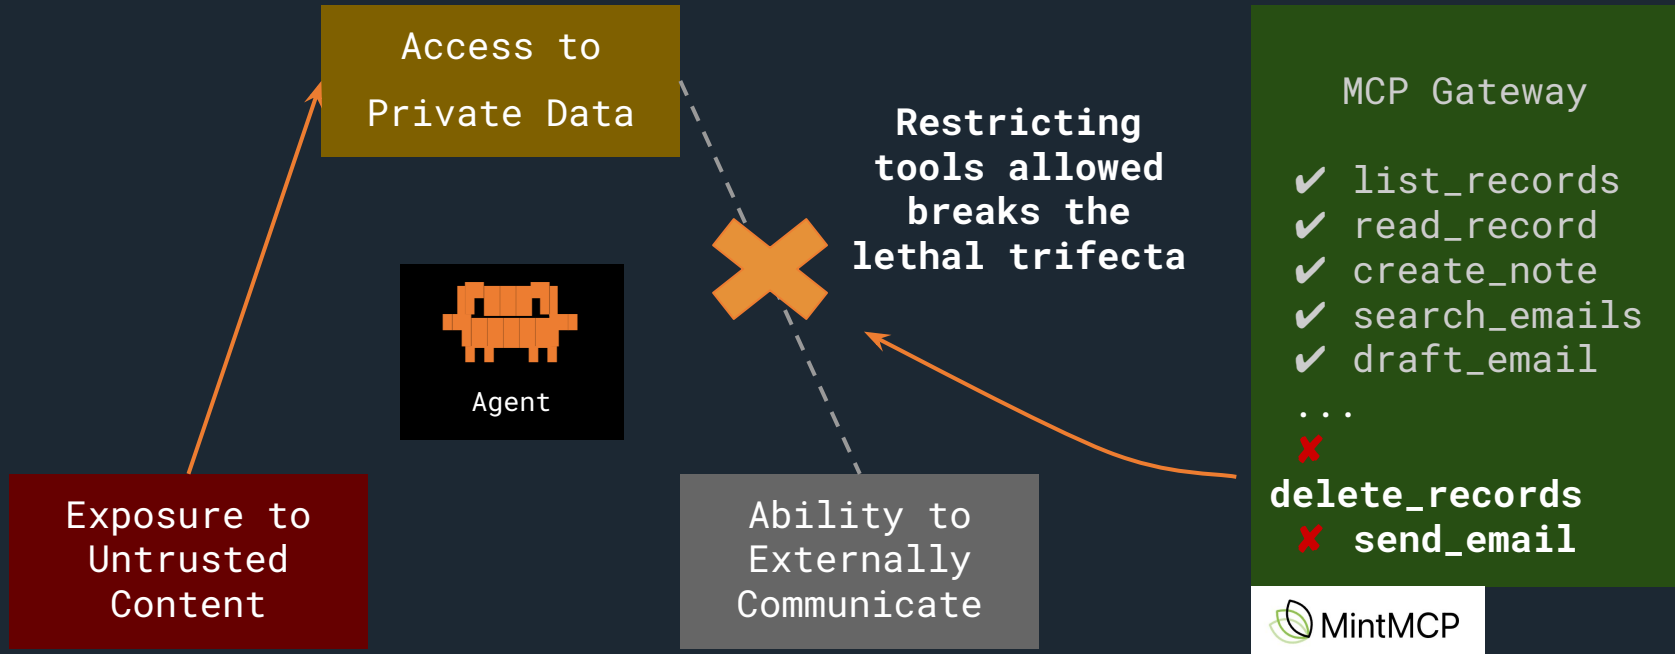 Access to
Private Data
Restricting
tools allowed
breaks the
lethal trifecta
Agent
Exposure to
Untrusted
Content
Ability to
Externally
Communicate
MCP Gateway
✔ list_records
✔ read_record
✔ create_note
✔ search_emails
✔ draft_email
...
✘
delete_records
✘ send_email
MintMCP